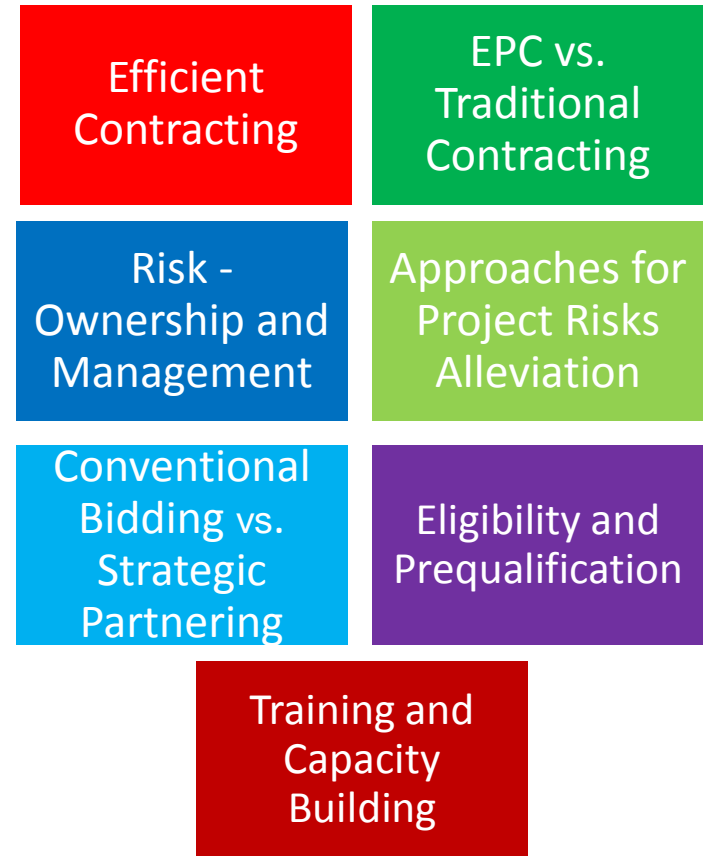 Efficient
Contracting
EPC vs.
Traditional
Contracting
Risk -
Ownership and
Management
Approaches for
Project Risks
Alleviation
Conventional
Bidding vs.
Strategic
Partnering
Eligibility and
Prequalification
Training and
Capacity
Building